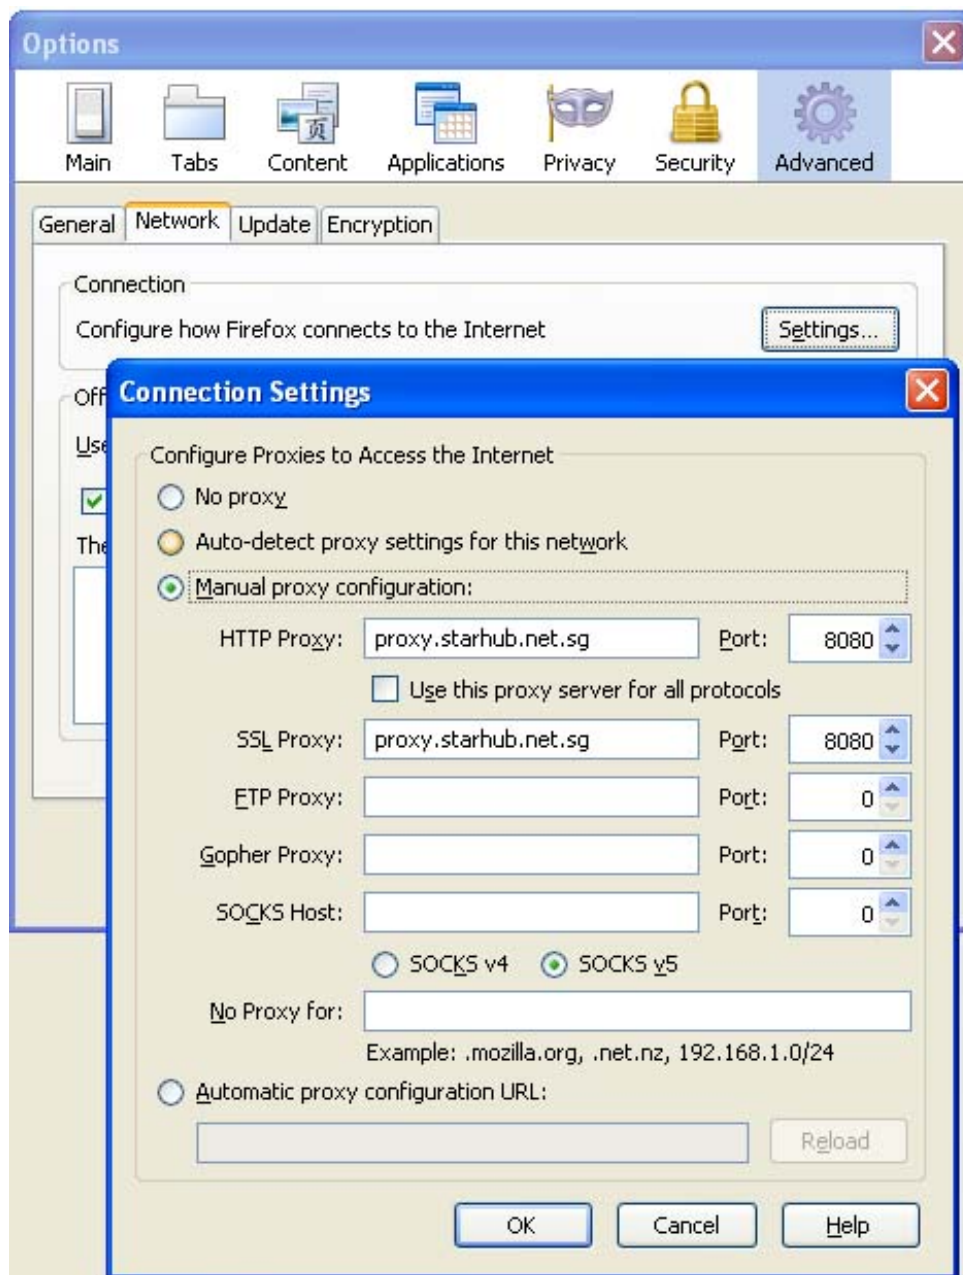 Options
Main Tabs Content Applications Privacy Security Advanced
页
General Network Update Encryption
Connection
Configure how Firefox connects to the Internet Settings...
Off
Use
The
Connection Settings
Configure Proxies to Access the Internet
No proxy
Auto-detect proxy settings for this network
Manual proxy configuration:
HTTP Proxy: proxy.starhub.net.sg Port: 8080
Use this proxy server for all protocols
SSL Proxy: proxy.starhub.net.sg Port: 8080
FTP Proxy: Port: 0
Gopher Proxy: Port: 0
SOCKS Host: Port: 0
SOCKS v4 SOCKS v5
No Proxy for:
Example: .mozilla.org, .net.nz, 192.168.1.0/24
Automatic proxy configuration URL:
Reload
OK Cancel Help